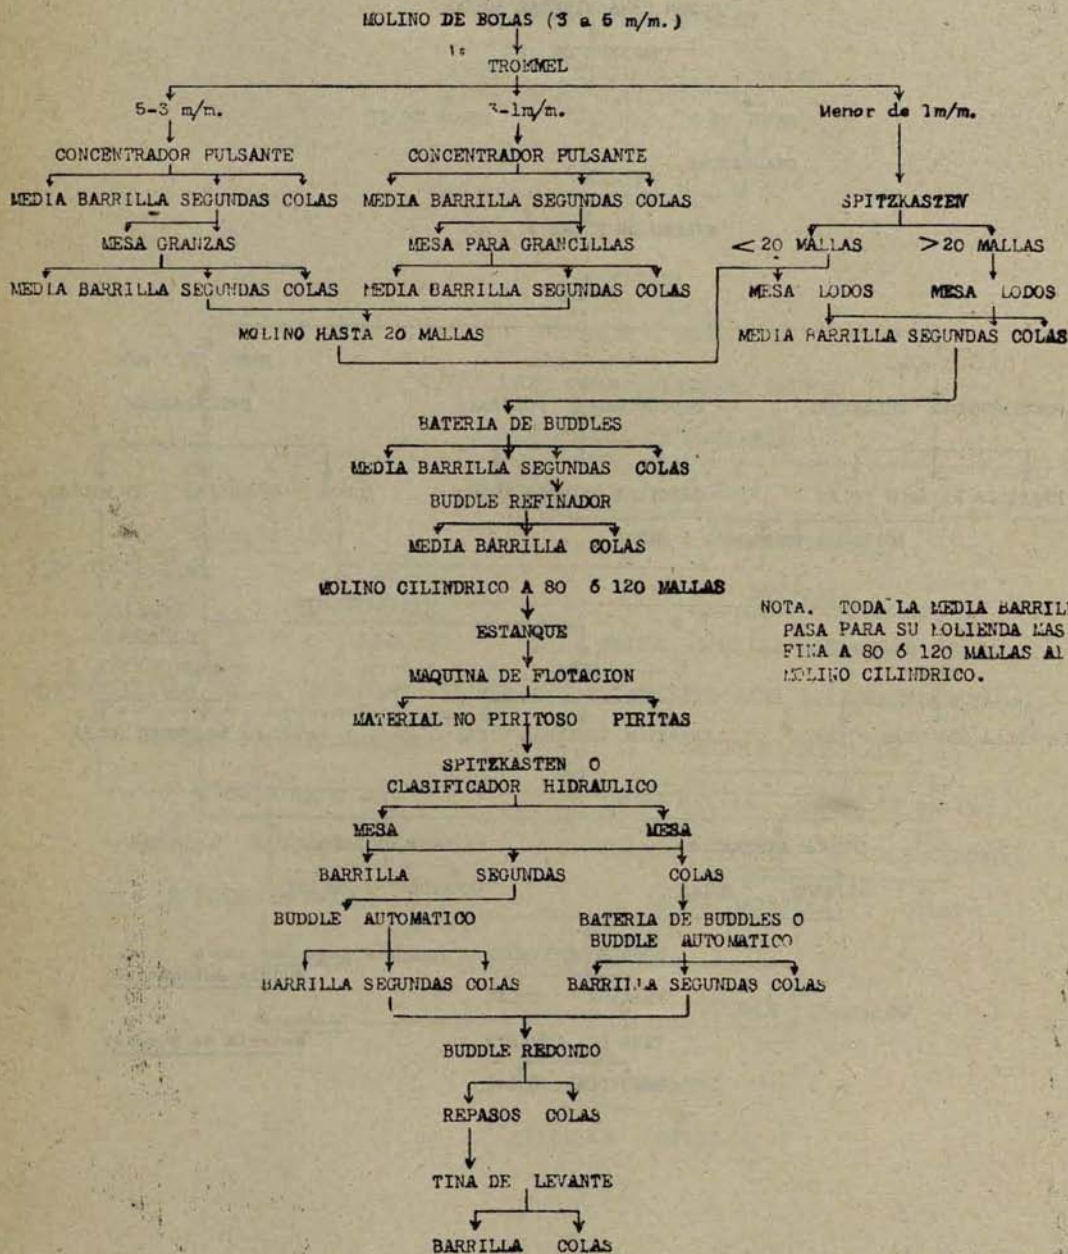 MOLINO DE BOLAS (3 a 6 m/m.)
TROMMEL
5-3 m/m. 3-1m/m. Menor de 1m/m.
CONCENTRADOR PULSANTE CONCENTRADOR PULSANTE
MEDIA BARRILLA SEGUNDAS COLAS MEDIA BARRILLA SEGUNDAS COLAS SPITZKASTEN
MESA GRANZAS MESA PARA GRANCILLAS < 20 MALLAS > 20 MALLAS
MEDIA BARRILLA SEGUNDAS COLAS MEDIA BARRILLA SEGUNDAS COLAS MESA LODOS MESA LODOS
MOLINO HASTA 20 MALLAS MEDIA BARRILLA SEGUNDAS COLAS
BATERIA DE BUDDLES
MEDIA BARRILLA SEGUNDAS COLAS
BUDDLE REFINADOR
MEDIA BARRILLA COLAS
MOLINO CILINDRICO A 80 ó 120 MALLAS
NOTA. TODA LA MEDIA BARRIL
PASA PARA SU MOLIENDA MAS
FINA A 80 ó 120 MALLAS Al
MOLINO CILINDRICO.
ESTANQUE
MAQUINA DE FLOTACION
MATERIAL NO PIRITOSO PIRITAS
SPITZKASTEN O
CLASIFICADOR HIDRAULICO
MESA MESA
BARRILLA SEGUNDAS COLAS
BUDDLE AUTOMATICO BATERIA DE BUDDLES O
BUDDLE AUTOMATICO
BARRILLA SEGUNDAS COLAS BARRILLA SEGUNDAS COLAS
BUDDLE REDONDO
REPASOS COLAS
TINA DE LEVANTE
BARRILLA COLAS